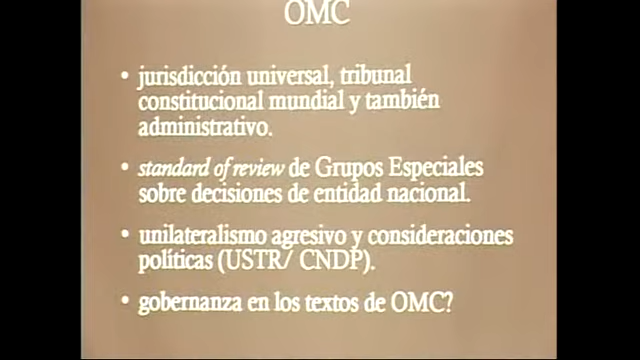 OMC
• jurisdicción universal, tribunal
constitucional mundial y también
administrativo.
• standard of review de Grupos Especiales
sobre decisiones de entidad nacional.
• unilateralismo agresivo y consideraciones
políticas (USTR/ CNDP).
• gobernanza en los textos de OMC?